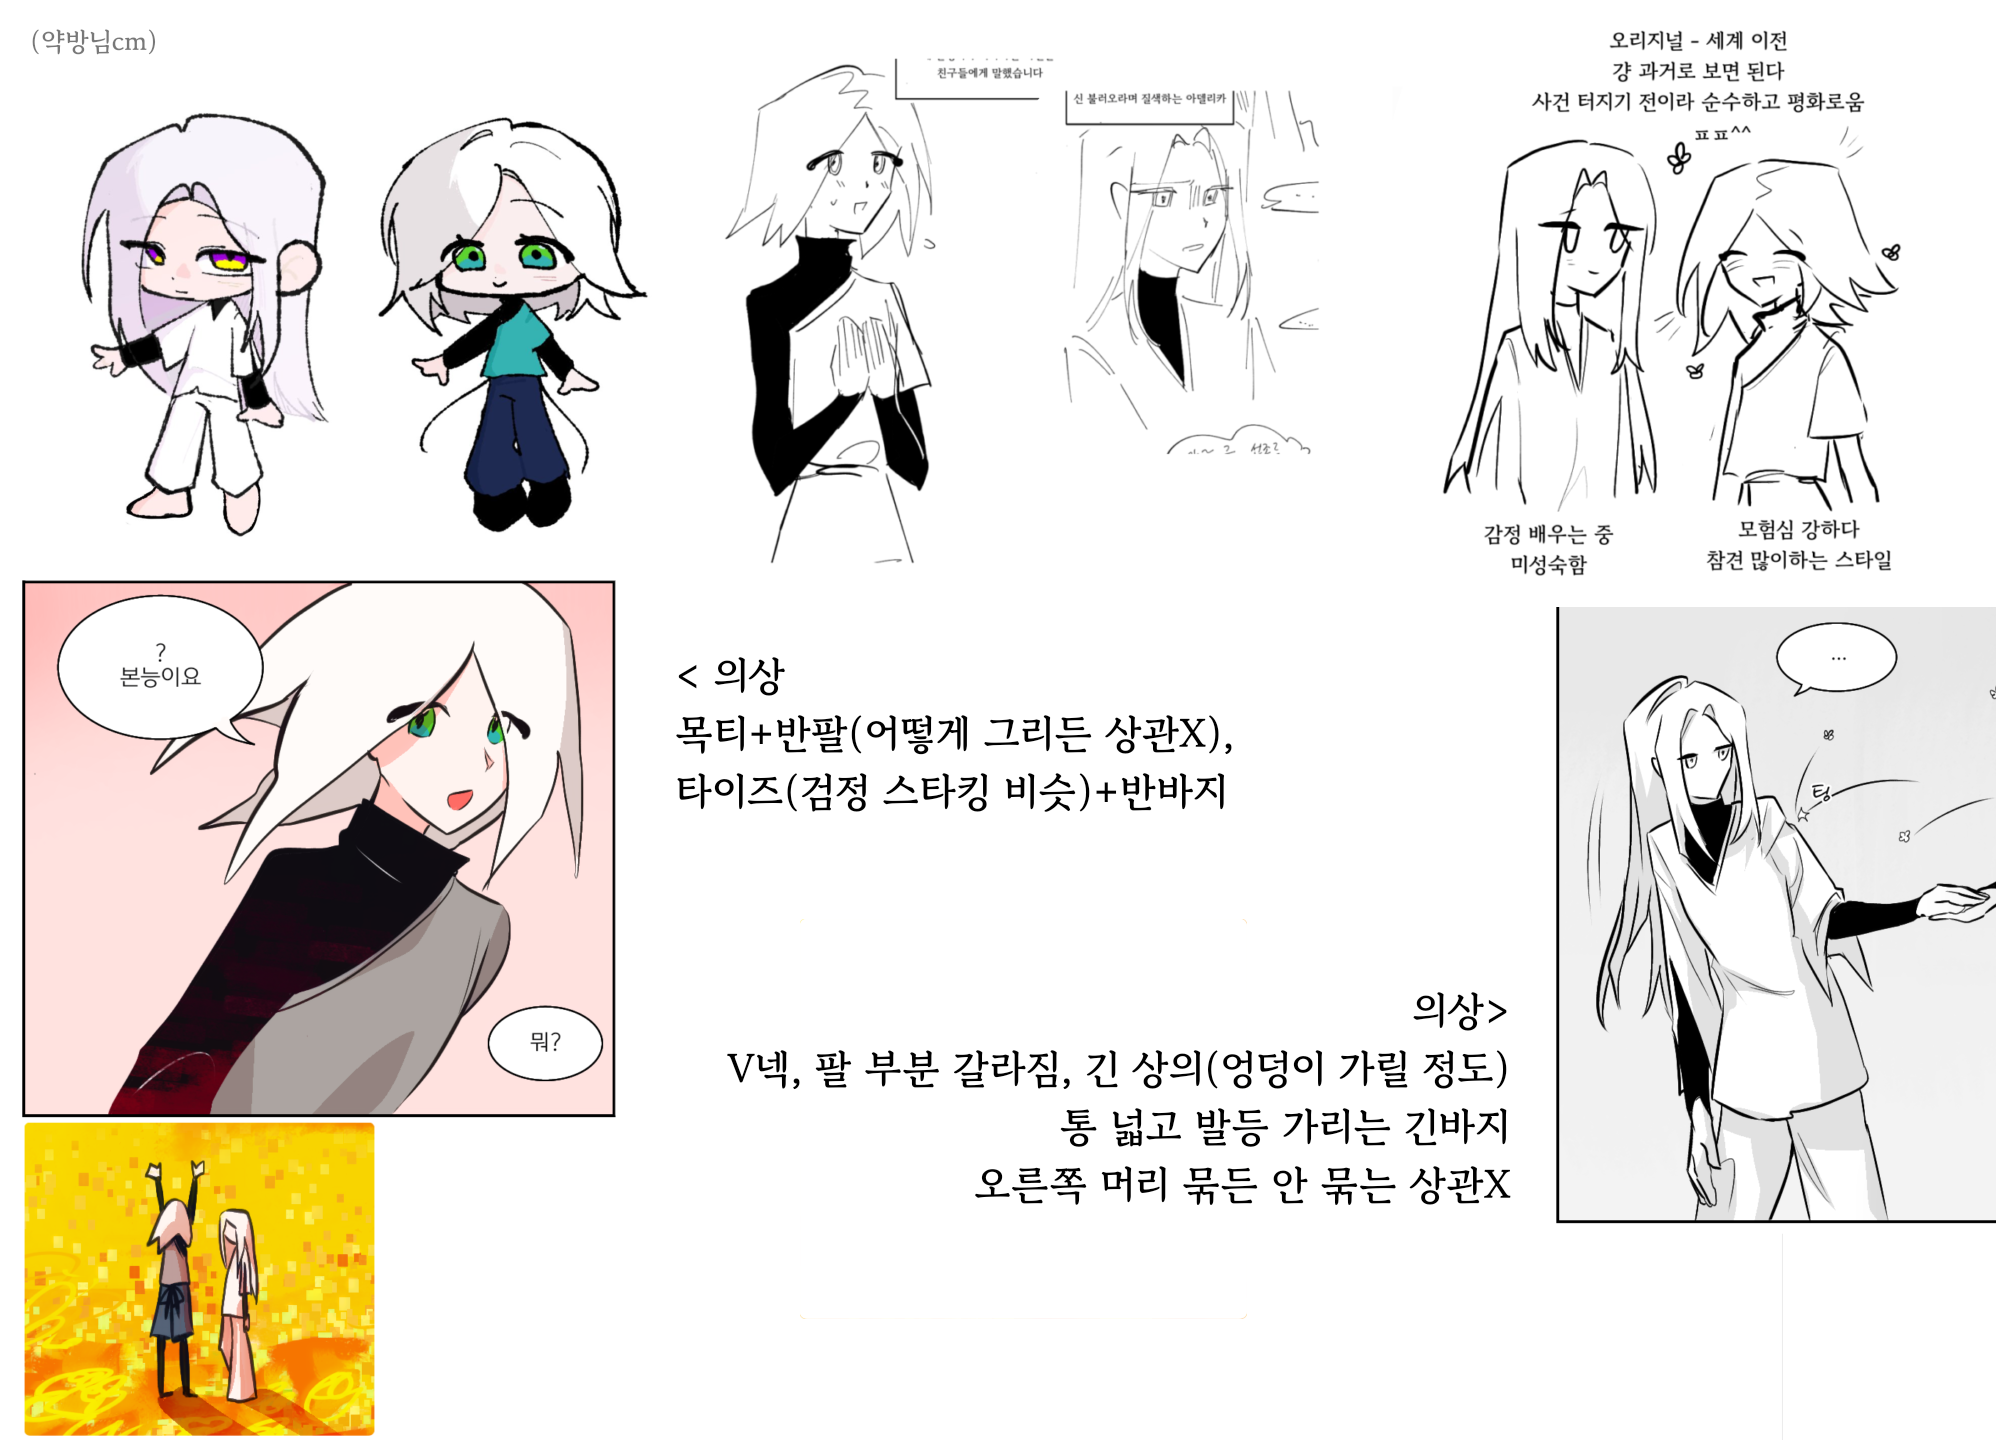 (약방님cm)
친구들에게 말했습니다
신 불러오라며 질색하는 아델리카
오리지널 - 세계 이전
걍 과거로 보면 된다
사건 터지기 전이라 순수하고 평화로움
ㅍㅍ^^
감정 배우는 중
미성숙함
모험심 강하다
참견 많이하는 스타일
?
본능이요
뭐?
< 의상
목티+반팔(어떻게 그리든 상관X),
타이즈(검정 스타킹 비슷)+반바지
...
텅
의상>
V넥, 팔 부분 갈라짐, 긴 상의(엉덩이 가릴 정도)
통 넓고 발등 가리는 긴바지
오른쪽 머리 묶든 안 묶는 상관X